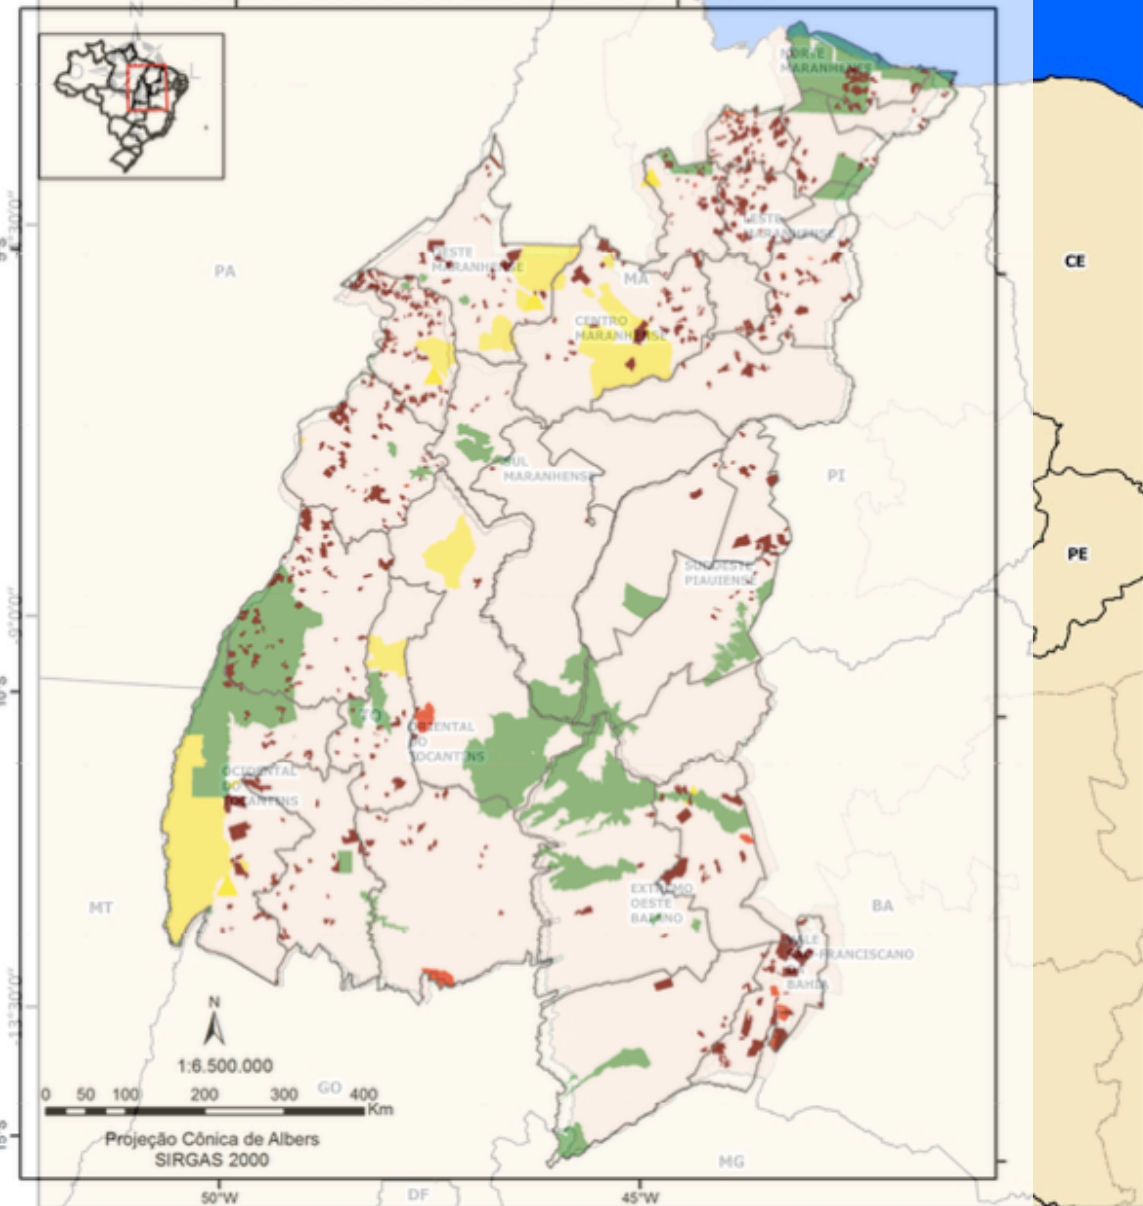 N
L
NORTE
MARANHENSE
LESTE
MARANHENSE
OESTE
MARANHENSE
PA
MA
CE
CENTRO
MARANHENSE
SUL
MARANHENSE
PI
PE
SUDOESTE
PIAUIENSE
TO
ORIENTAL
DO
TOCANTINS
OCIDENTAL
DO
TOCANTINS
EXTREMO
OESTE
BAIANO
MT
BA
VALE
FRANCISCANO
DA
BAHIA
N
1:6.500.000
GO
0 50 100 200 300 400
Km
Projeção Cônica de Albers
SIRGAS 2000
MG
50°W
45°W
DF